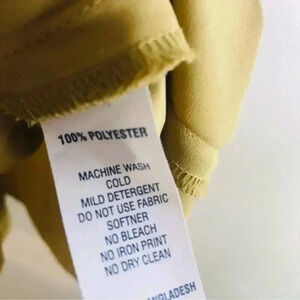 100% POLYESTER
MACHINE WASH
COLD
MILD DETERGENT
DO NOT USE FABRIC
SOFTNER
NO BLEACH
NO IRON PRINT
NO DRY CLEAN